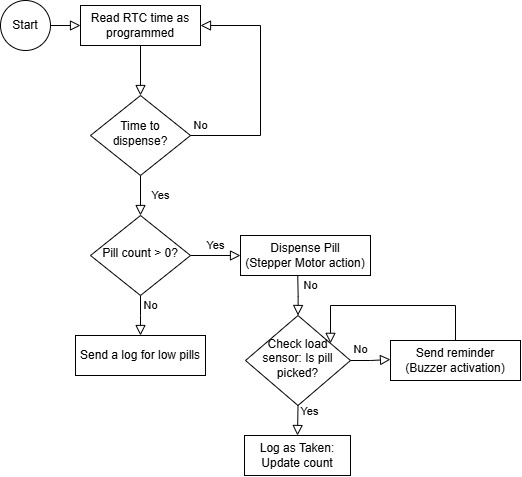 Start
Read RTC time as
programmed
Time to
dispense?
No
Yes
Pill count > 0?
Yes
Dispense Pill
(Stepper Motor action)
No
No
Send a log for low pills
Check load
sensor: Is pill
picked?
No
Send reminder
(Buzzer activation)
Yes
Log as Taken:
Update count